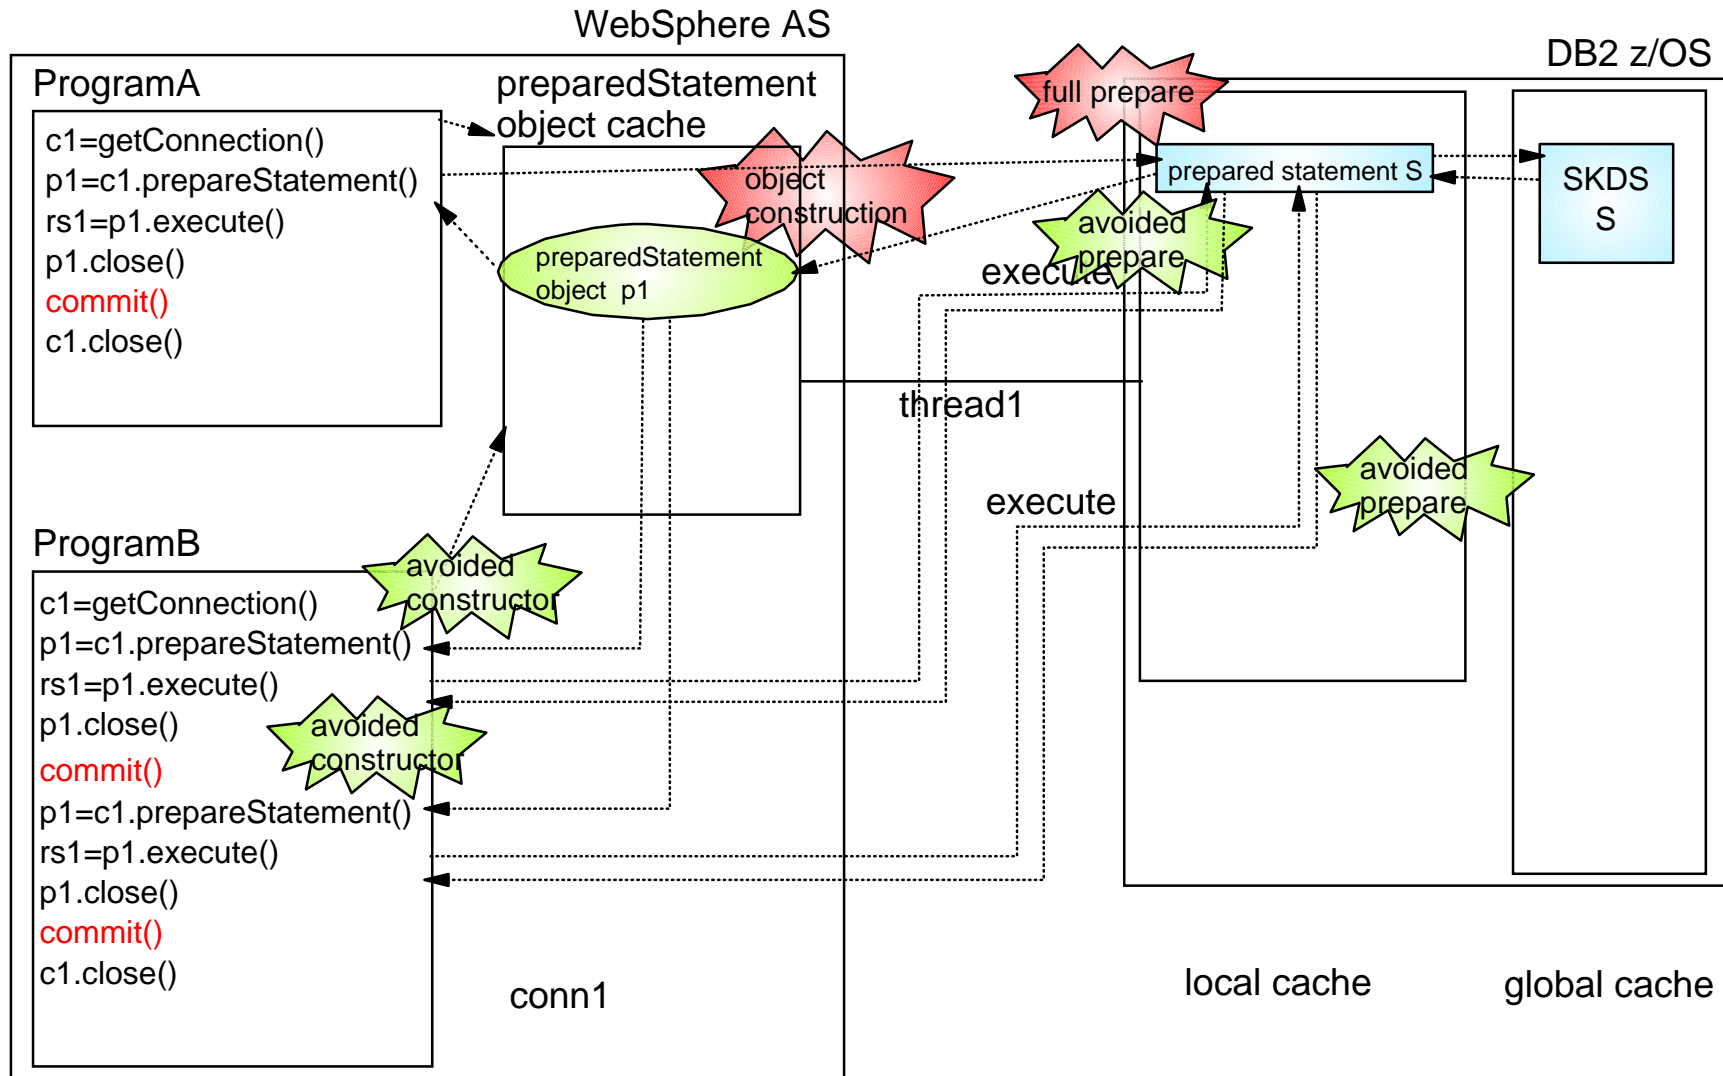 WebSphere AS
DB2 z/OS
ProgramA
c1=getConnection()
p1=c1.prepareStatement()
rs1=p1.execute()
p1.close()
commit()
c1.close()
preparedStatement
object cache
object
construction
preparedStatement
object p1
full prepare
prepared statement S
SKDS
S
avoided
prepare
execute
thread1
execute
avoided
prepare
ProgramB
avoided
constructor
c1=getConnection()
p1=c1.prepareStatement()
rs1=p1.execute()
p1.close()
avoided
constructor
commit()
p1=c1.prepareStatement()
rs1=p1.execute()
p1.close()
commit()
c1.close()
conn1
local cache
global cache